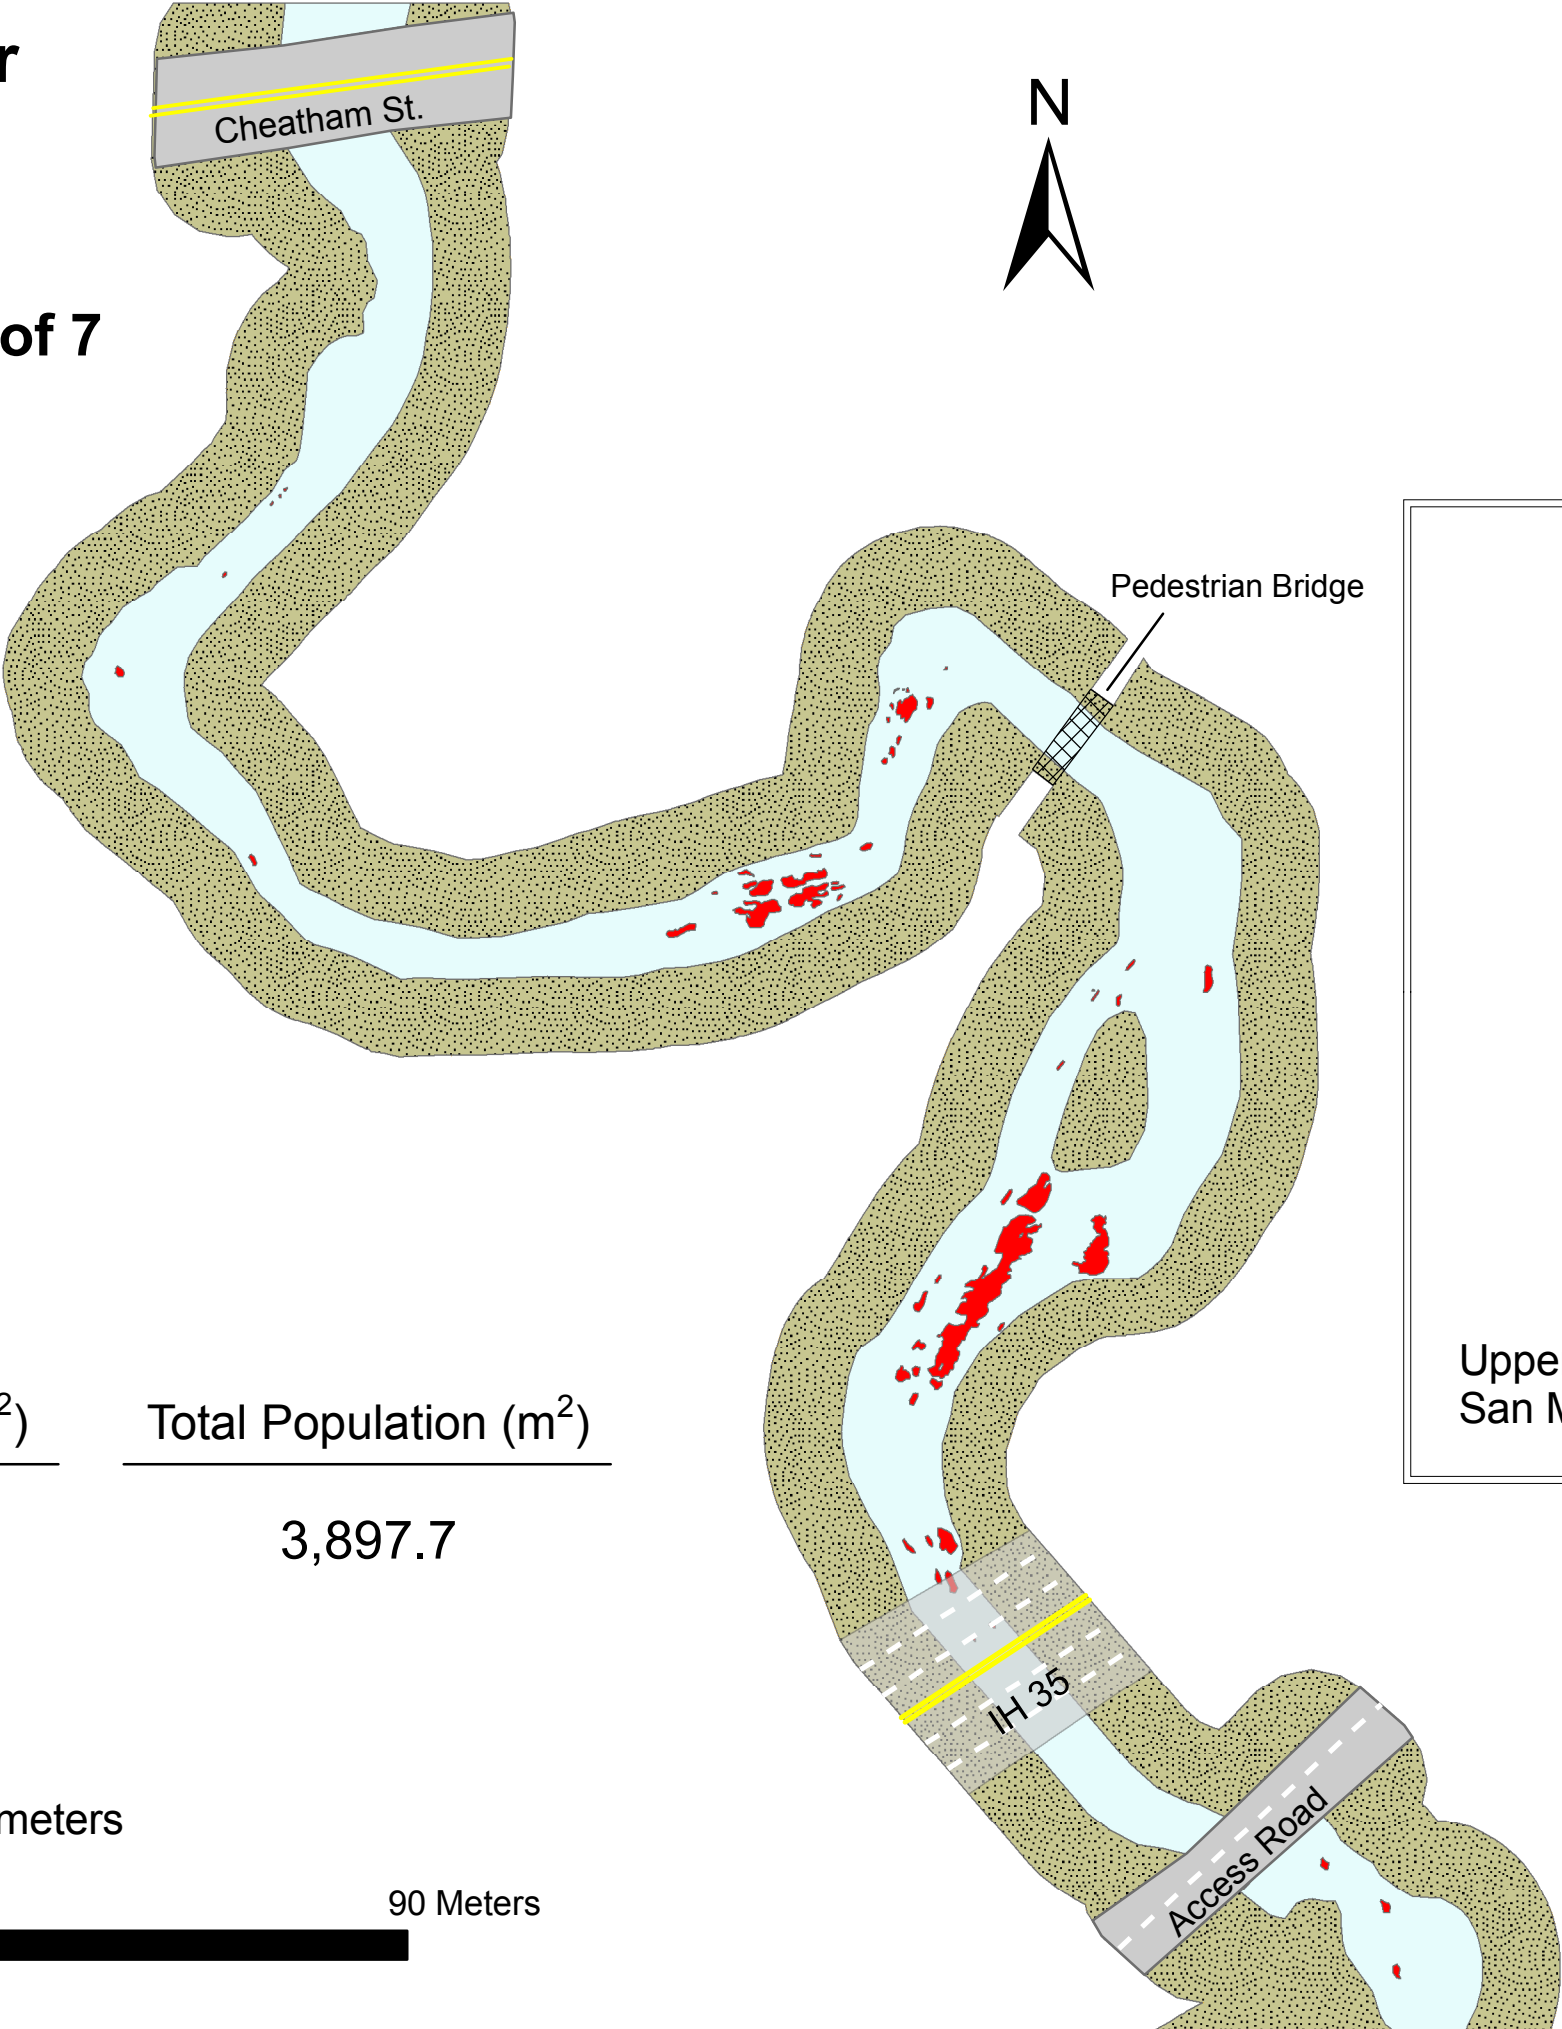 r
Cheatham St.
N
of 7
Pedestrian Bridge
Uppe
San M
²)
Total Population (m²)
3,897.7
IH 35
meters
Access Road
90 Meters